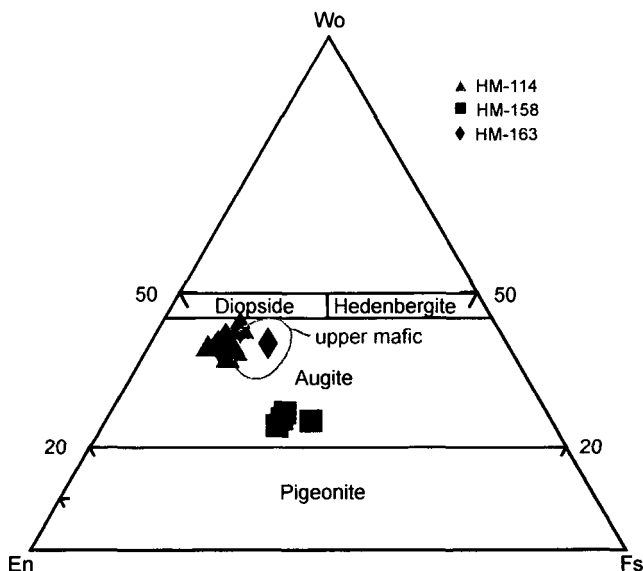 Wo
HM-114
HM-158
HM-163
50 50
Diopside Hedenbergite
upper mafic
Augite
20 20
Pigeonite
En Fs